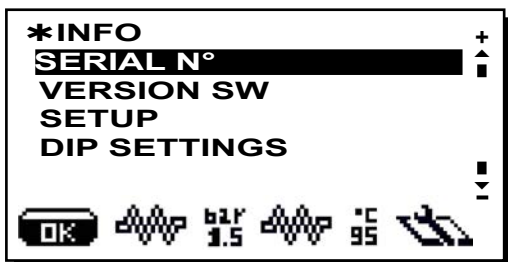 *INFO
SERIAL N°
VERSION SW
SETUP
DIP SETTINGS
+
-
OK bar 1.5 °C 95